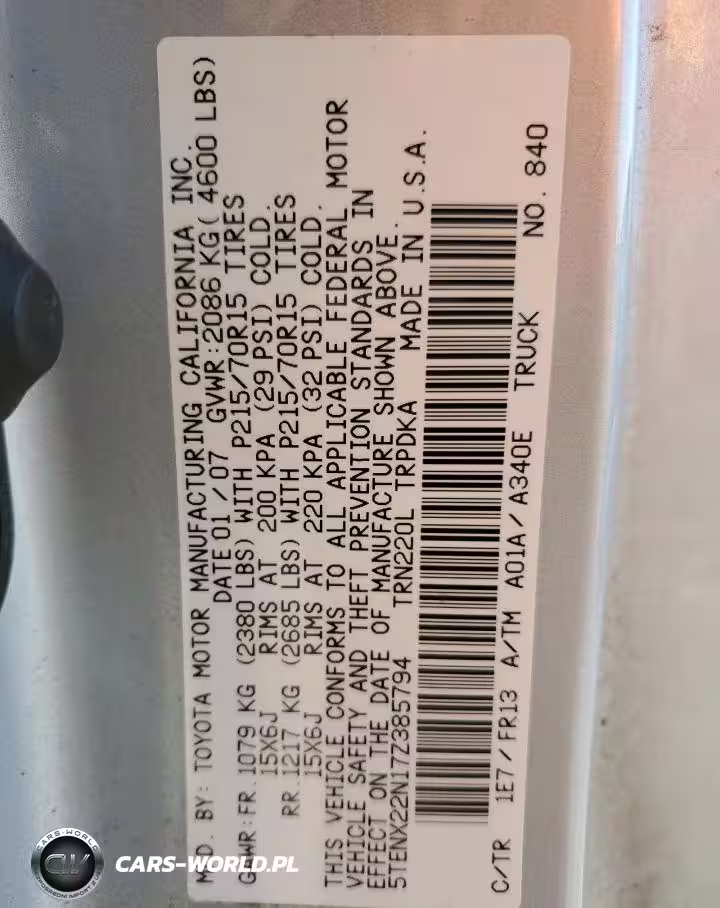 MFD. BY: TOYOTA MOTOR MANUFACTURING CALIFORNIA INC.
DATE 01 / 07 GVWR:2086 KG( 4600 LBS)
GAWR:FR.1079 KG (2380 LBS) WITH P215/70R15 TIRES
15X6J RIMS AT 200 KPA (29 PSI) COLD.
RR.1217 KG (2685 LBS) WITH P215/70R15 TIRES
15X6J RIMS AT 220 KPA (32 PSI) COLD.
THIS VEHICLE CONFORMS TO ALL APPLICABLE FEDERAL MOTOR
VEHICLE SAFETY AND THEFT PREVENTION STANDARDS IN
EFFECT ON THE DATE OF MANUFACTURE SHOWN ABOVE.
5TENX22N17Z385794 TRN220L TRPDKA MADE IN U.S.A.
C/TR 1E7/FR13 A/TM A01A/A340E TRUCK NO. 840
CARS-WORLD
CW
CARS-WORLD.PL